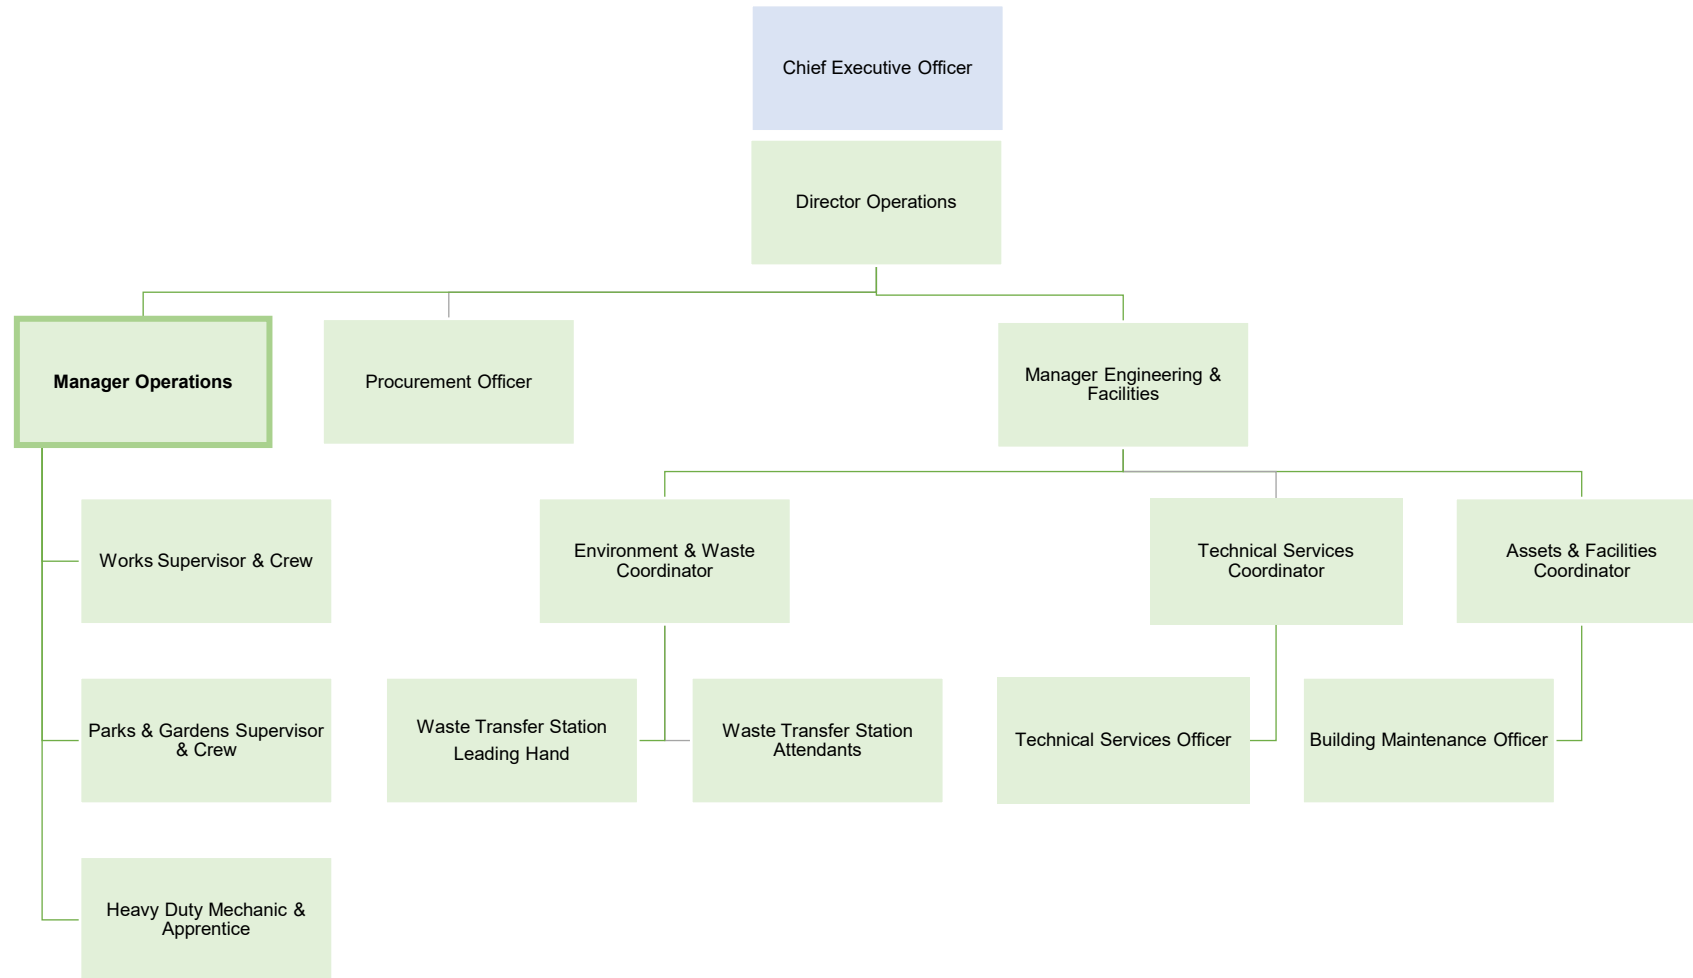 Chief Executive Officer
Director Operations
Manager Operations
Procurement Officer
Manager Engineering &
Facilities
Works Supervisor & Crew
Environment & Waste
Coordinator
Technical Services
Coordinator
Assets & Facilities
Coordinator
Parks & Gardens Supervisor
& Crew
Waste Transfer Station
Leading Hand
Waste Transfer Station
Attendants
Technical Services Officer
Building Maintenance Officer
Heavy Duty Mechanic &
Apprentice